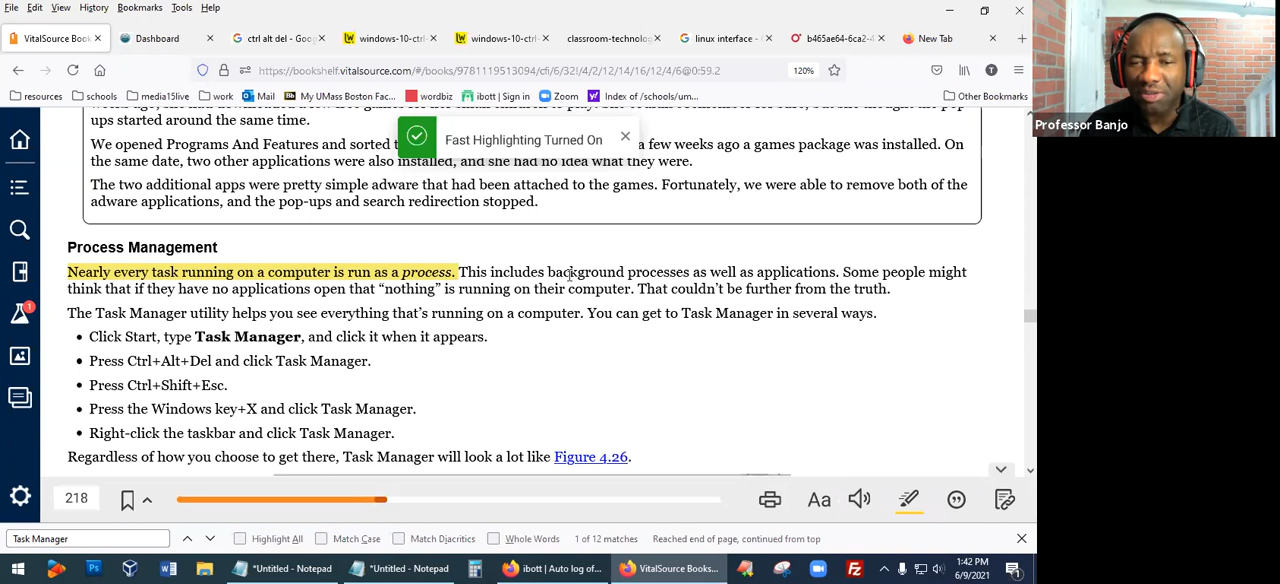 File Edit View History Bookmarks Tools Help
VitalSource Book Dashboard ctrl alt del - Goo windows-10-ctrl- windows-10-ctrl- classroom-technolog linux interface - G b465ae64-6ca2-4 New Tab
https://bookshelf.vitalsource.com/#/books/9781119513094/cfi/6/32!/4/2/12/14/16/12/4/6@0:59.2 120%
resources schools media15live work Mail My UMass Boston Fac... wordbiz ibott | Sign in Zoom Index of /schools/um... Other Bookmarks
Professor Banjo
ups started around the same time.
Fast Highlighting Turned On
We opened Programs And Features and sorted t a few weeks ago a games package was installed. On
the same date, two other applications were also installed, and she had no idea what they were.
The two additional apps were pretty simple adware that had been attached to the games. Fortunately, we were able to remove both of the
adware applications, and the pop-ups and search redirection stopped.
Process Management
Nearly every task running on a computer is run as a process. This includes background processes as well as applications. Some people might
think that if they have no applications open that “nothing” is running on their computer. That couldn’t be further from the truth.
The Task Manager utility helps you see everything that’s running on a computer. You can get to Task Manager in several ways.
• Click Start, type Task Manager, and click it when it appears.
• Press Ctrl+Alt+Del and click Task Manager.
• Press Ctrl+Shift+Esc.
• Press the Windows key+X and click Task Manager.
• Right-click the taskbar and click Task Manager.
Regardless of how you choose to get there, Task Manager will look a lot like Figure 4.26.
218
Aa
Task Manager Highlight All Match Case Match Diacritics Whole Words 1 of 12 matches Reached end of page, continued from top
*Untitled - Notepad *Untitled - Notepad ibott | Auto log of... VitalSource Books... 1:42 PM
6/9/2021